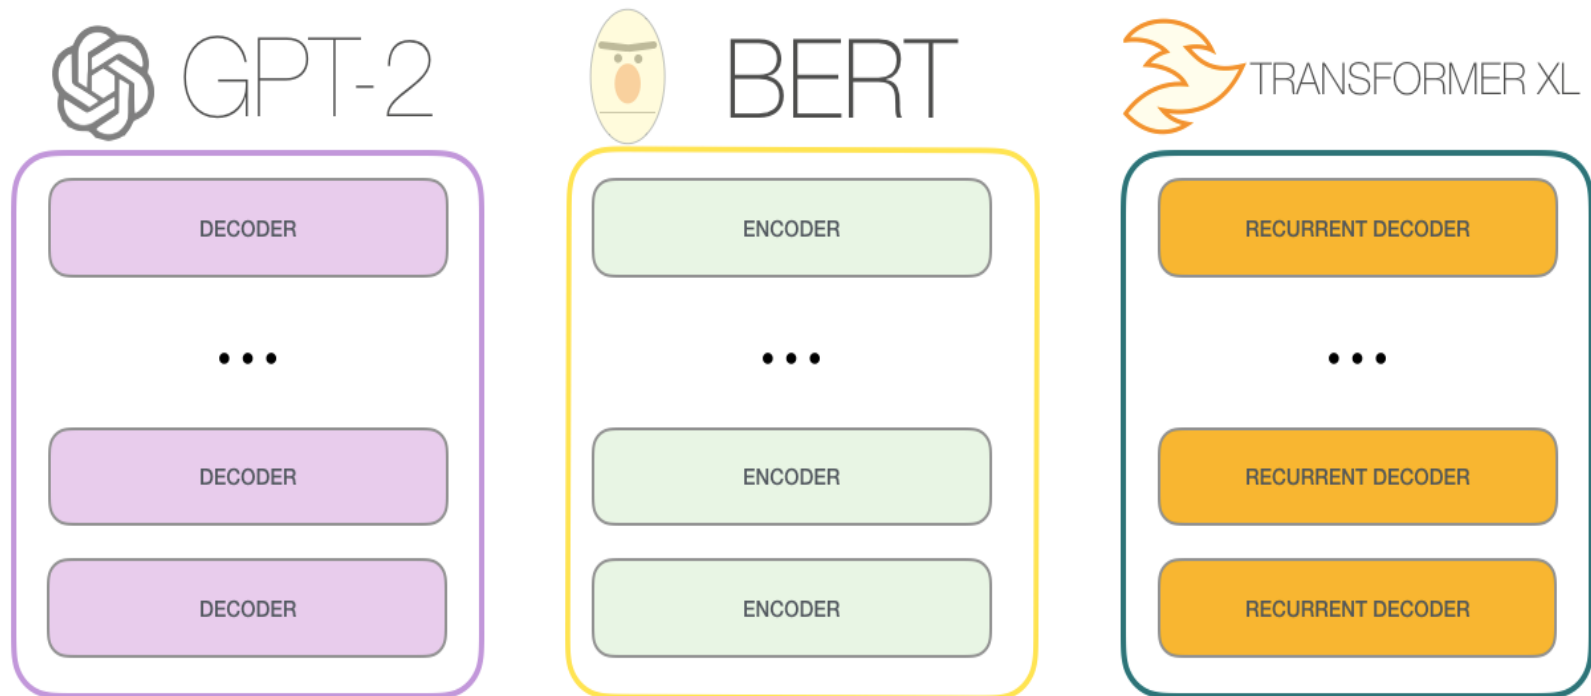 GPT-2
DECODER
•••
DECODER
DECODER
BERT
ENCODER
•••
ENCODER
ENCODER
TRANSFORMER XL
RECURRENT DECODER
•••
RECURRENT DECODER
RECURRENT DECODER